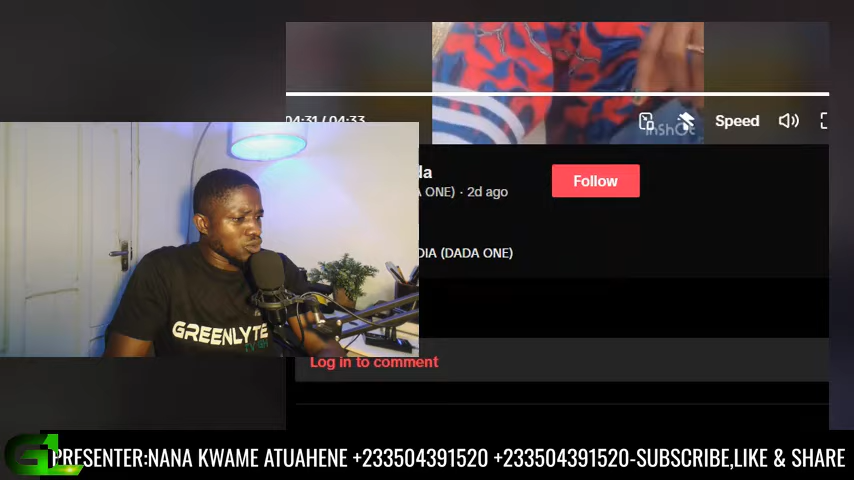 04:31 / 04:33
Speed
InShOt
da
Follow
A ONE) · 2d ago
DIA (DADA ONE)
GREENLYTE
Log in to comment
GL
PRESENTER:NANA KWAME ATUAHENE +233504391520 +233504391520-SUBSCRIBE,LIKE & SHARE